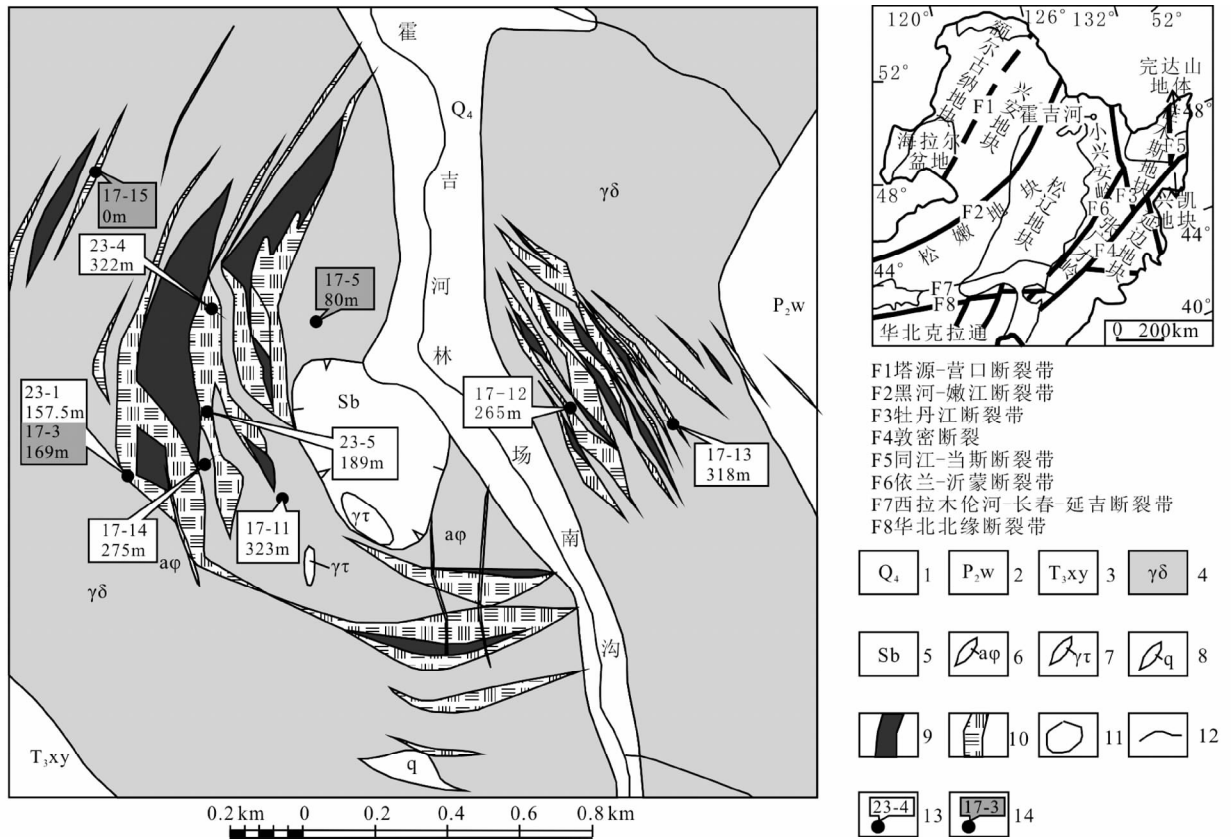 霍
吉
河
林
场
南
沟
Q₄
γδ
17-15
0m
23-4
322m
17-5
80m
P₂w
23-1
157.5m
17-3
169m
Sb
17-12
265m
23-5
189m
17-13
318m
17-14
275m
17-11
323m
γτ
aφ
γτ
aφ
γδ
T₃xy
q
0.2 km 0 0.2 0.4 0.6 0.8 km
120° 126° 132° 52°
52°
48°
48°
44°
44°
40°
额尔古纳地块
F1
兴安地块
霍吉河
完达山
地体
海拉尔
盆地
佳木斯地块
F5
小兴安岭
张广才岭
松辽地块
松嫩地块
F2
F6
F3
F4
兴凯
地块
延边地块
F7
F8
华北克拉通
0 200km
F1塔源-营口断裂带
F2黑河-嫩江断裂带
F3牡丹江断裂带
F4敦密断裂
F5同江-当斯断裂带
F6依兰-沂蒙断裂带
F7西拉木伦河-长春-延吉断裂带
F8华北北缘断裂带
Q₄ 1 P₂w 2 T₃xy 3 γδ 4
Sb 5 aφ 6 γτ 7 q 8
9 10 11 12
23-4 13 17-3 14